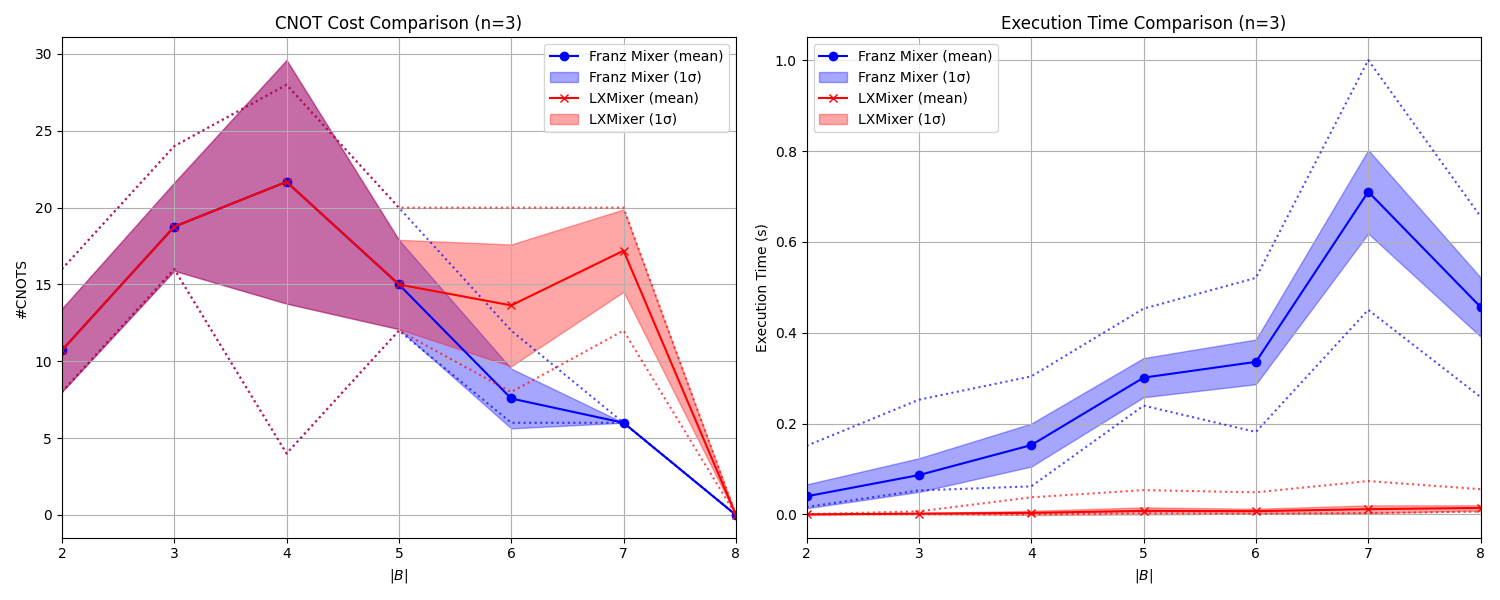 CNOT Cost Comparison (n=3)
#CNOTS
30
25
20
15
10
5
0
2 3 4 5 6 7 8
|B|
Franz Mixer (mean)
Franz Mixer (1σ)
LXMixer (mean)
LXMixer (1σ)
Execution Time Comparison (n=3)
Execution Time (s)
1.0
0.8
0.6
0.4
0.2
0.0
2 3 4 5 6 7 8
|B|
Franz Mixer (mean)
Franz Mixer (1σ)
LXMixer (mean)
LXMixer (1σ)